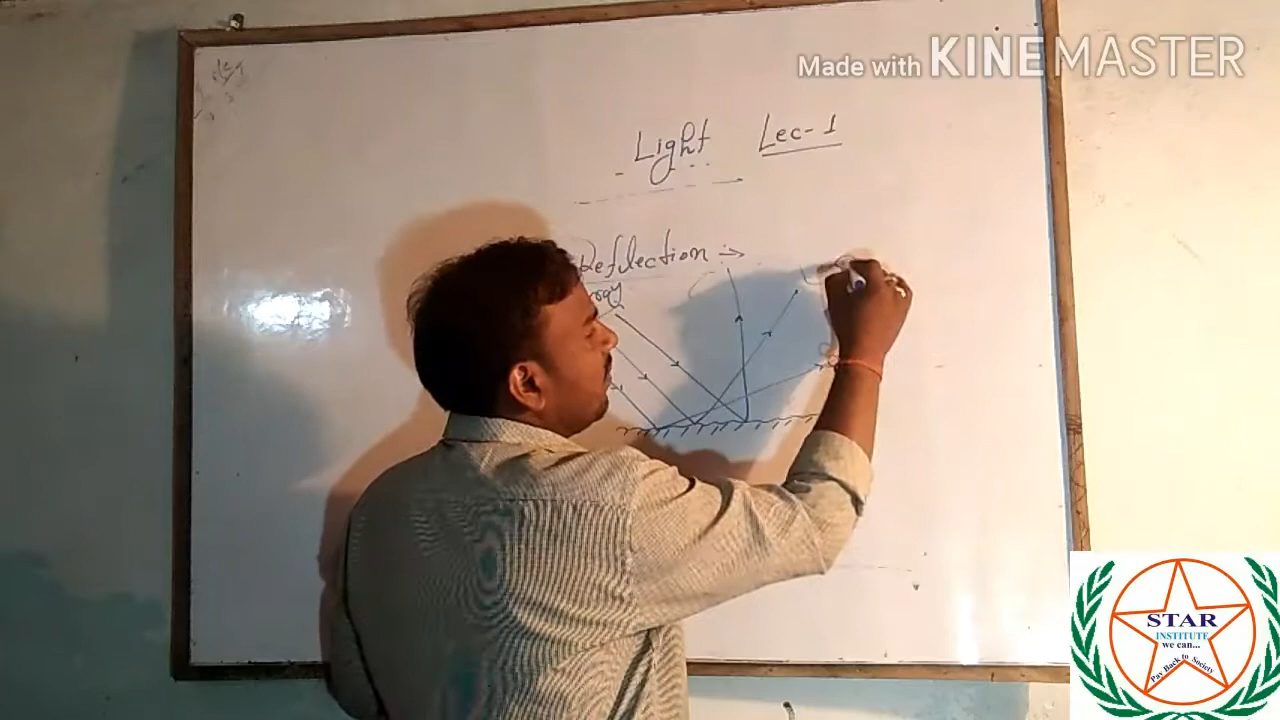 Made with KINEMASTER
Light Lec-1
Reflection :→
ray
STAR
INSTITUTE
we can...
Pay Back to Society